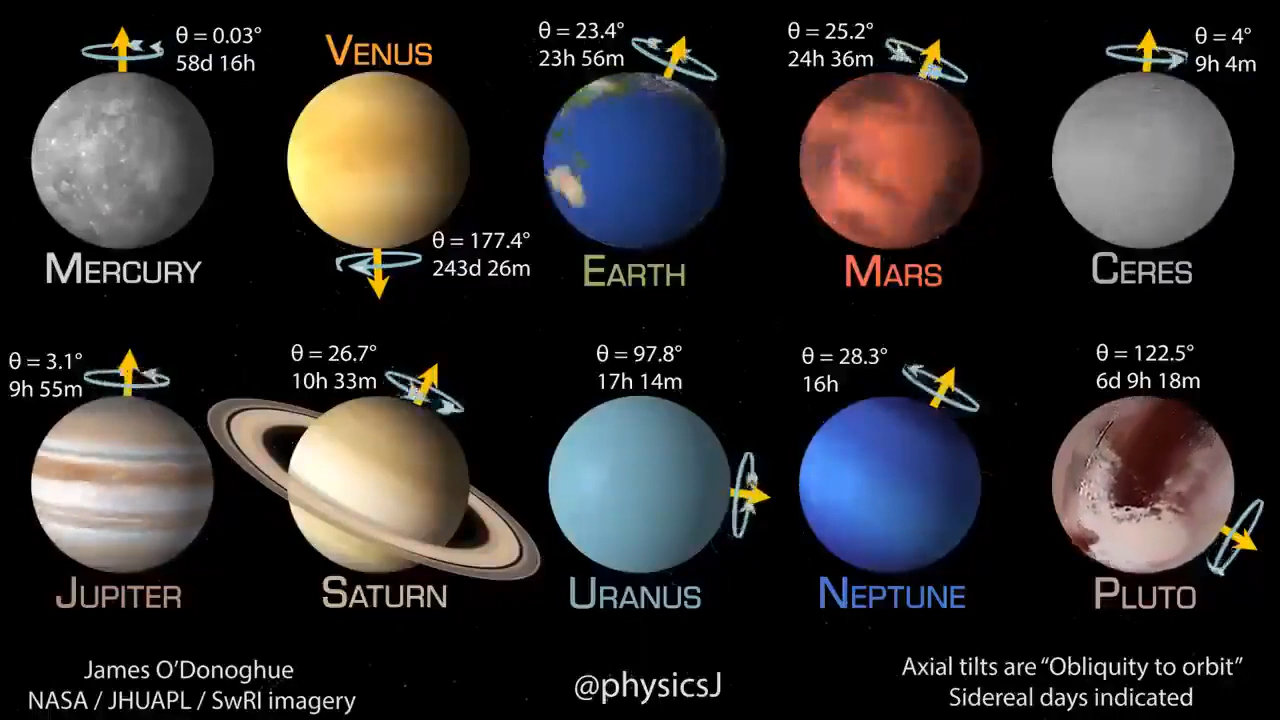 θ = 0.03°
58d 16h
MERCURY
VENUS
θ = 177.4°
243d 26m
θ = 23.4°
23h 56m
EARTH
θ = 25.2°
24h 36m
MARS
θ = 4°
9h 4m
CERES
θ = 3.1°
9h 55m
JUPITER
θ = 26.7°
10h 33m
SATURN
θ = 97.8°
17h 14m
URANUS
θ = 28.3°
16h
NEPTUNE
θ = 122.5°
6d 9h 18m
PLUTO
James O’Donoghue
NASA / JHUAPL / SwRI imagery
@physicsJ
Axial tilts are “Obliquity to orbit”
Sidereal days indicated